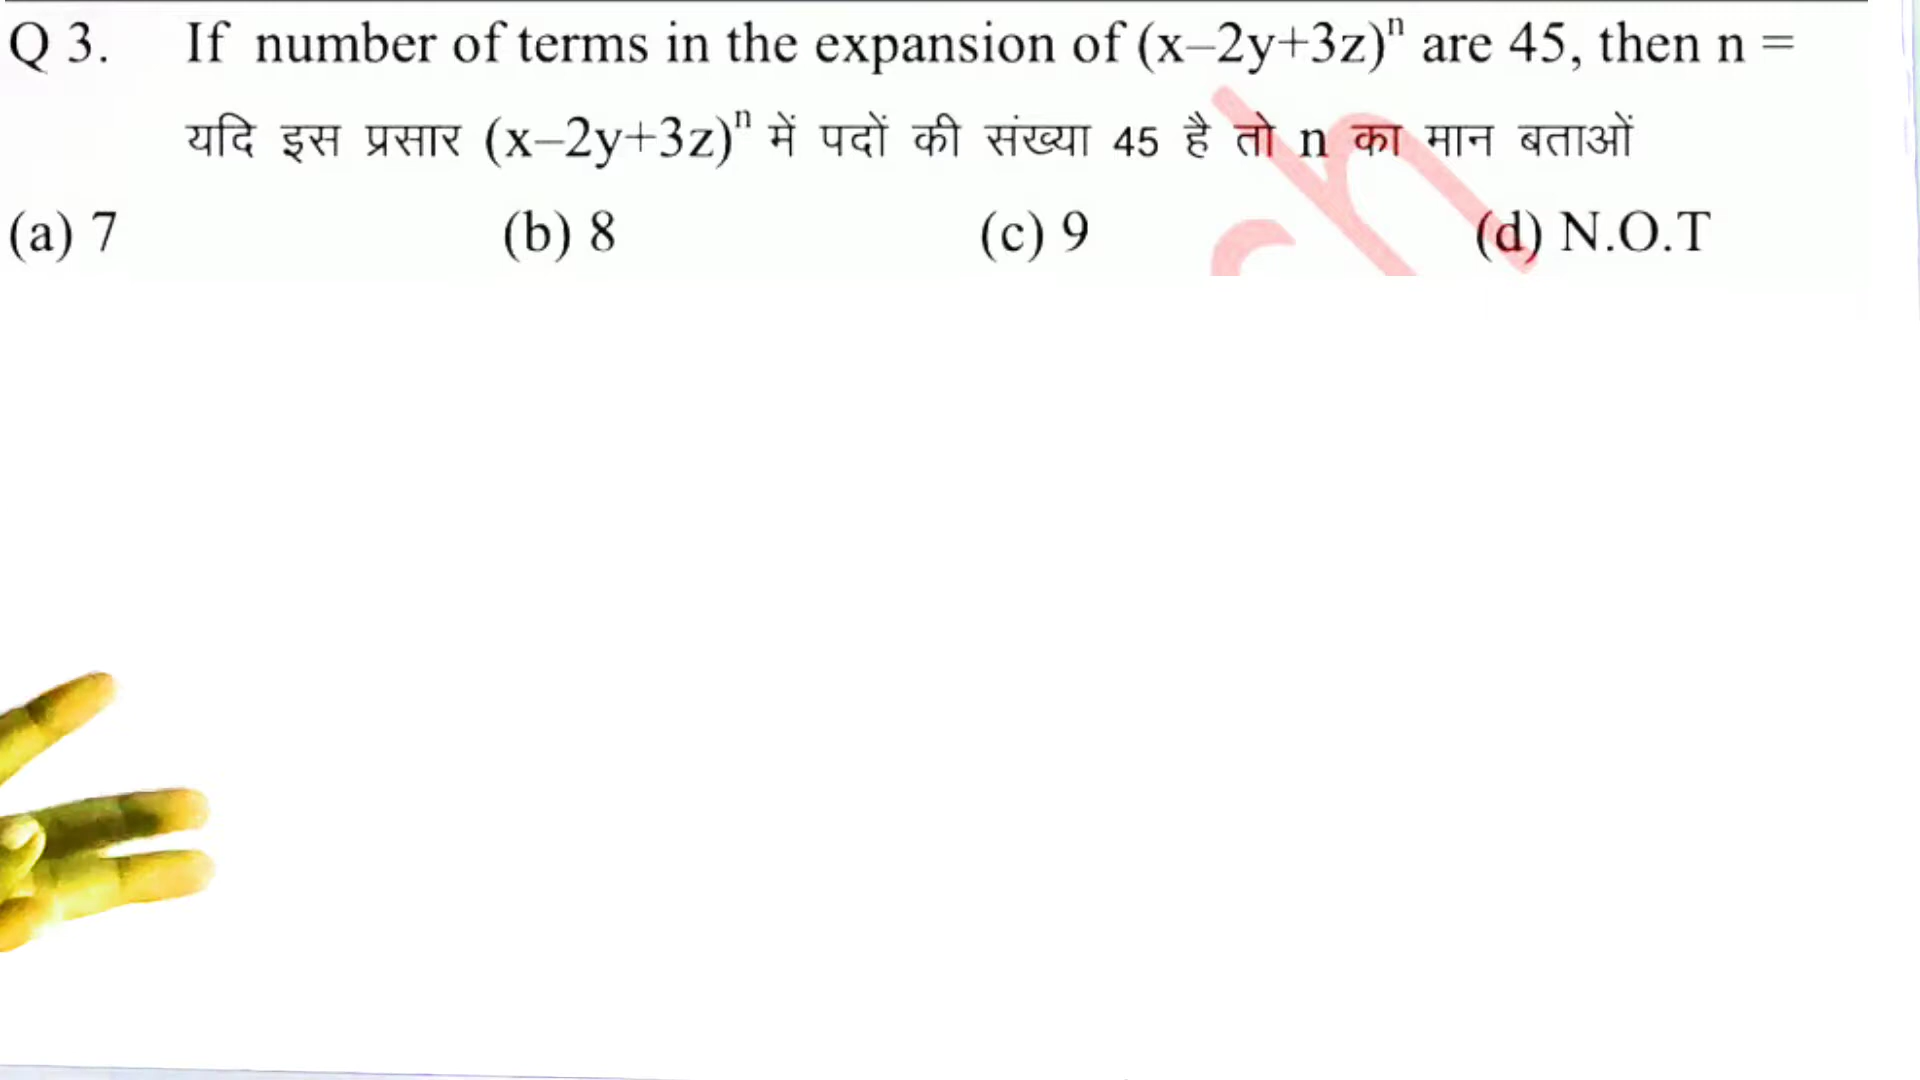 Q 3. If number of terms in the expansion of (x–2y+3z)ⁿ are 45, then n =
यदि इस प्रसार (x–2y+3z)ⁿ में पदों की संख्या 45 है तो n का मान बताओं
(a) 7 (b) 8 (c) 9 (d) N.O.T